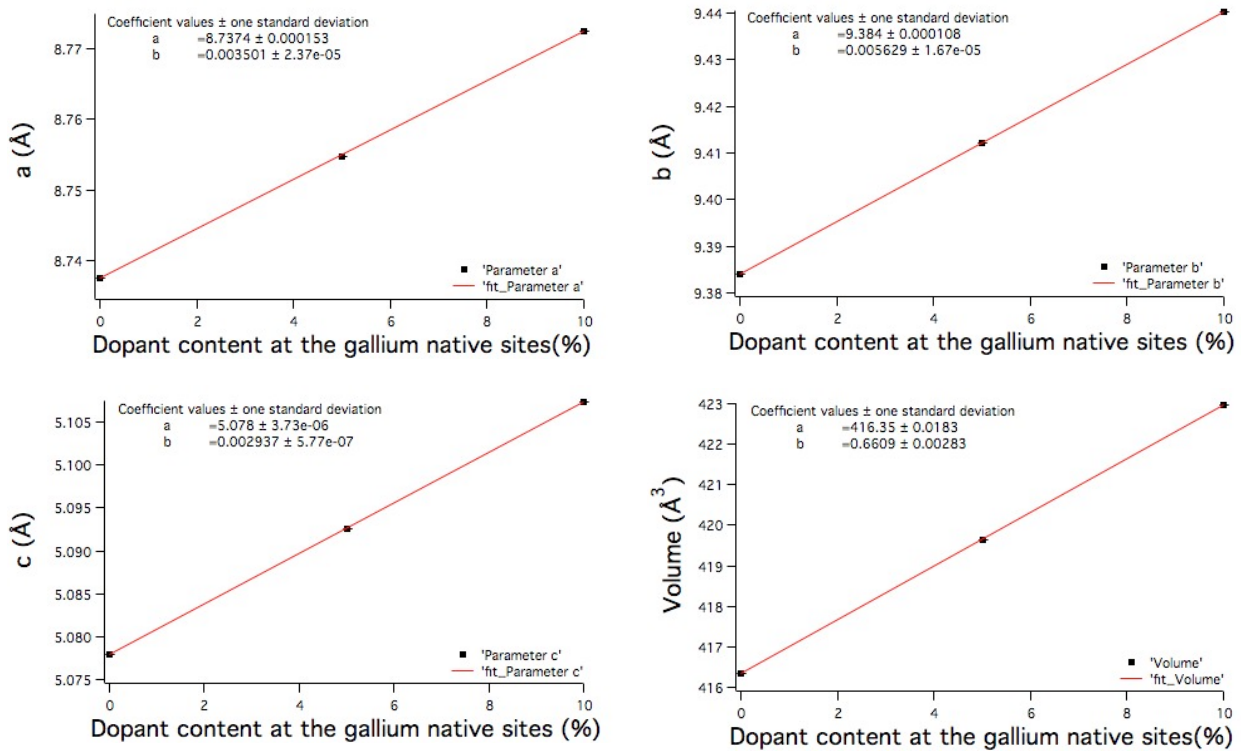 Coefficient values ± one standard deviation
a =8.7374 ± 0.000153
b =0.003501 ± 2.37e-05
8.77
8.76
8.75
8.74
a (Å)
'Parameter a'
'fit_Parameter a'
0 2 4 6 8 10
Dopant content at the gallium native sites(%)
Coefficient values ± one standard deviation
a =9.384 ± 0.000108
b =0.005629 ± 1.67e-05
9.44
9.43
9.42
9.41
9.40
9.39
9.38
b (Å)
'Parameter b'
'fit_Parameter b'
0 2 4 6 8 10
Dopant content at the gallium native sites (%)
Coefficient values ± one standard deviation
a =5.078 ± 3.73e-06
b =0.002937 ± 5.77e-07
5.105
5.100
5.095
5.090
5.085
5.080
5.075
c (Å)
'Parameter c'
'fit_Parameter c'
0 2 4 6 8 10
Dopant content at the gallium native sites (%)
Coefficient values ± one standard deviation
a =416.35 ± 0.0183
b =0.6609 ± 0.00283
423
422
421
420
419
418
417
416
Volume (Å³)
'Volume'
'fit_Volume'
0 2 4 6 8 10
Dopant content at the gallium native sites(%)